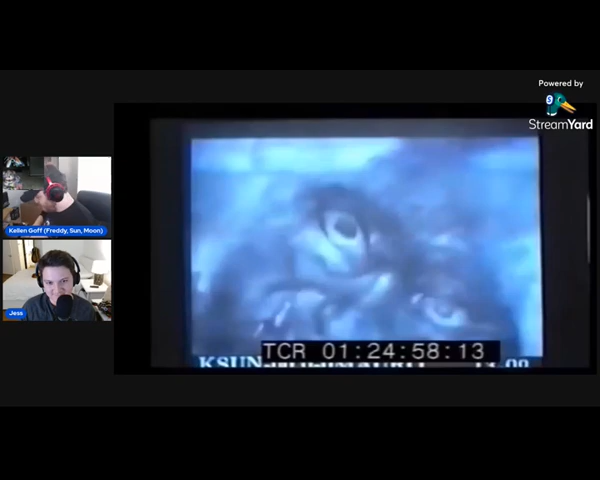 Powered by
StreamYard
Kellen Goff (Freddy, Sun, Moon)
Jess
TCR 01:24:58:13